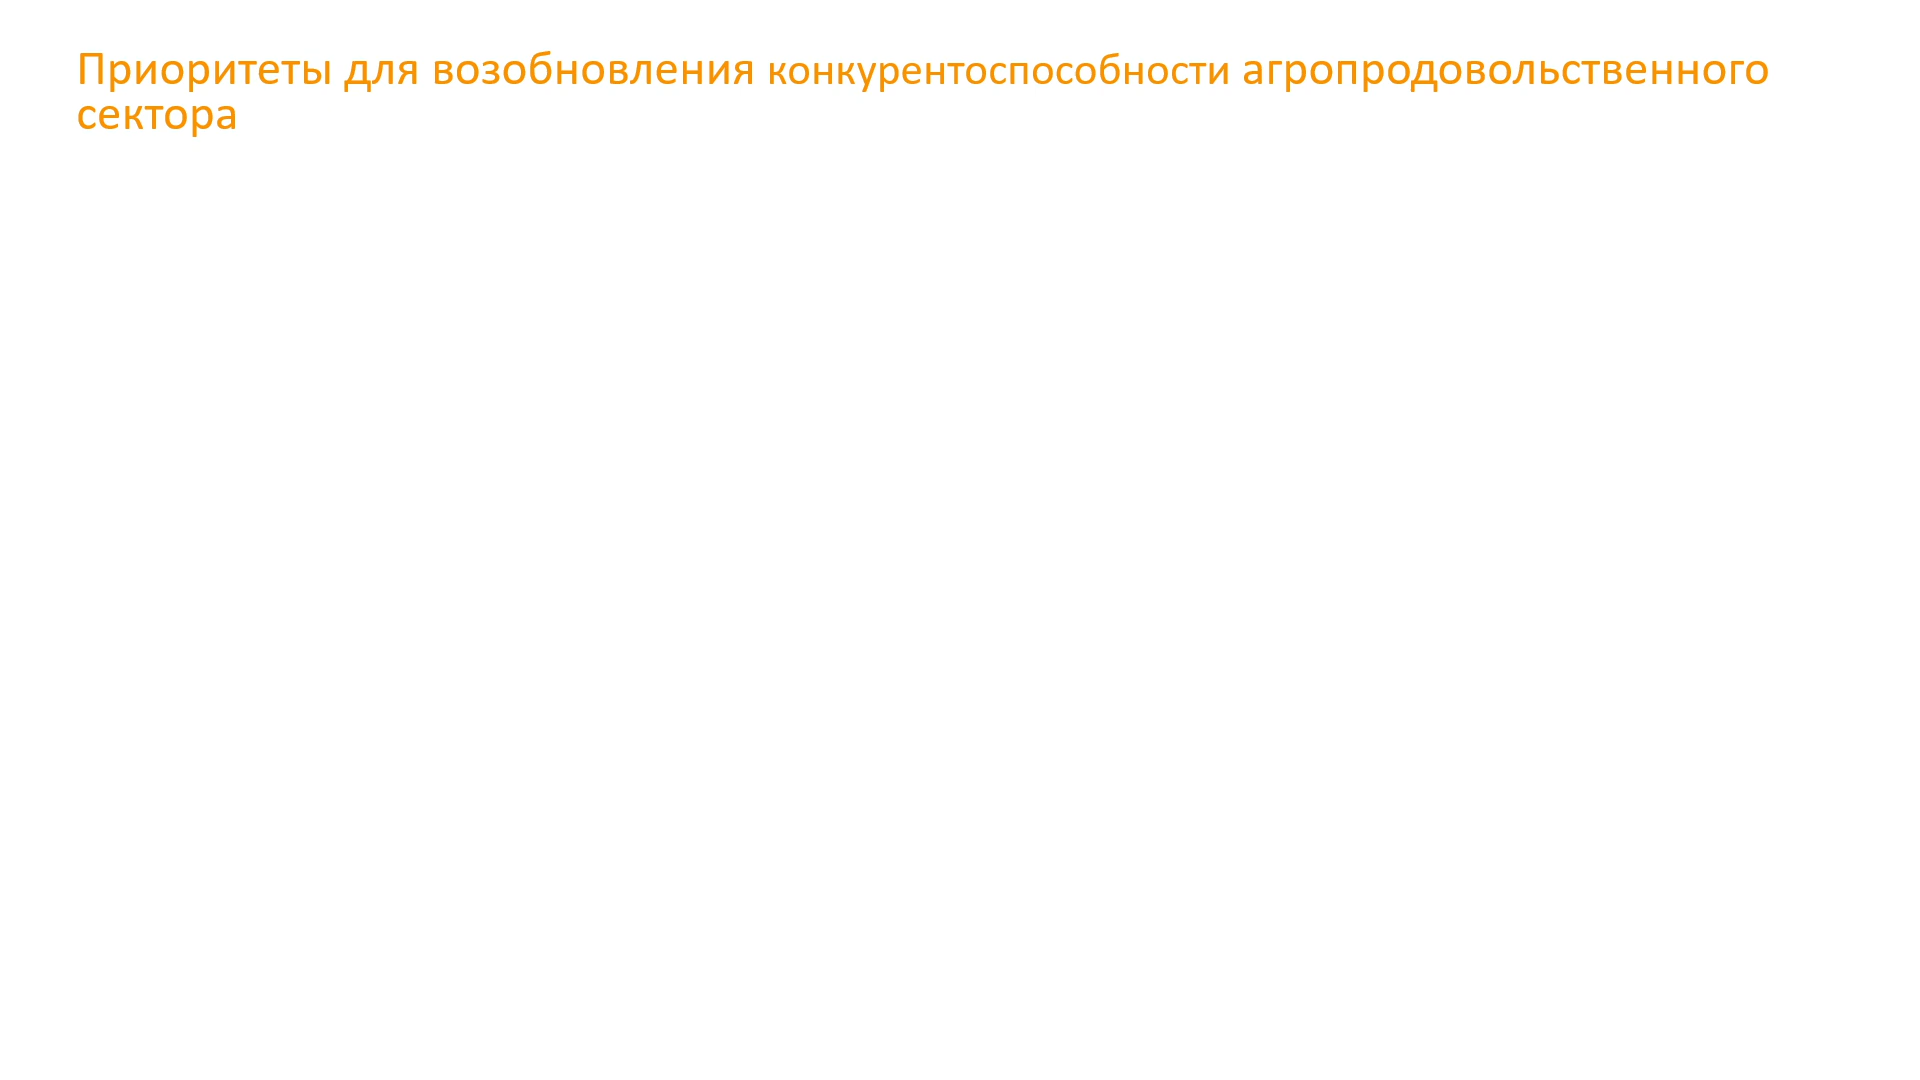 Приоритеты для возобновления конкурентоспособности агропродовольственного
сектора